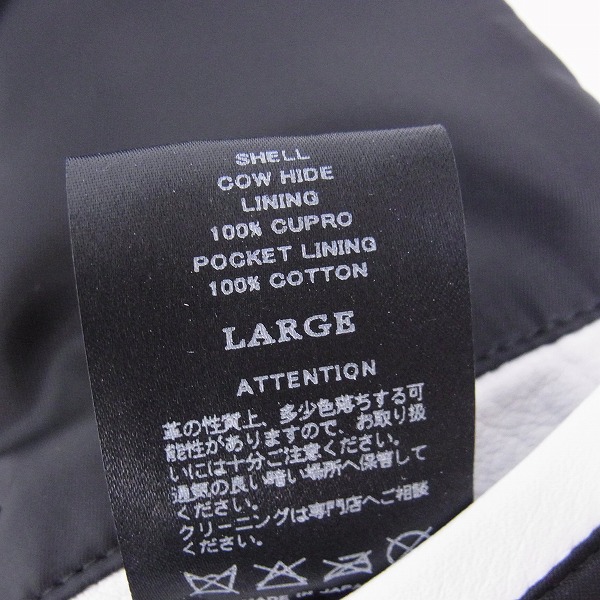 SHELL
COW HIDE
LINING
100% CUPRO
POCKET LINING
100% COTTON
LARGE
ATTENTION
革の性質上、多少色落ちする可
能性がありますので、お取り扱
いには十分ご注意ください。
通気の良い暗い場所へ保管して
ください。
クリーニングは専門店へご相談
ください。
MADE IN JAPAN